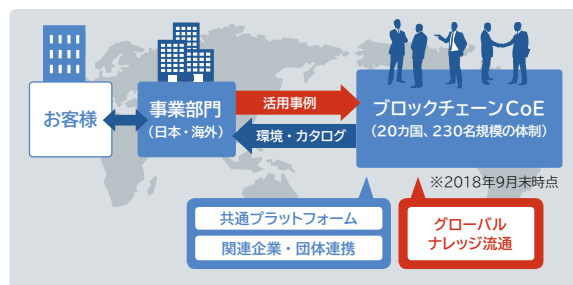 お客様
事業部門
（日本・海外）
活用事例
環境・カタログ
ブロックチェーンCoE
（20カ国、230名規模の体制）
※2018年9月末時点
共通プラットフォーム
関連企業・団体連携
グローバル
ナレッジ流通